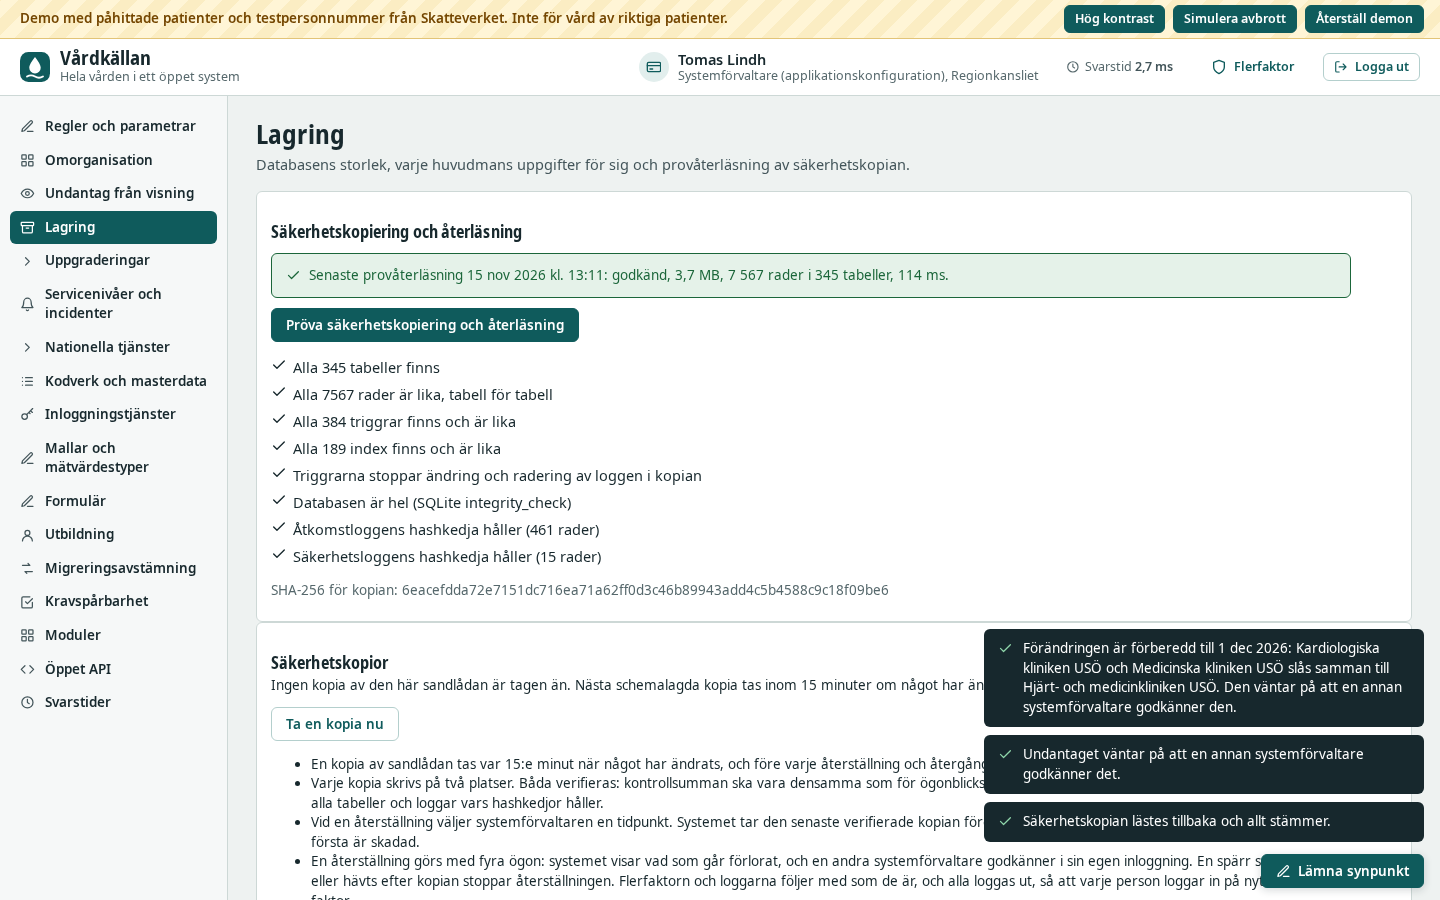 Demo med påhittade patienter och testpersonnummer från Skatteverket. Inte för vård av riktiga patienter.
Hög kontrast
Simulera avbrott
Återställ demon
Vårdkällan
Hela vården i ett öppet system
Tomas Lindh
Systemförvaltare (applikationskonfiguration), Regionkansliet
Svarstid 2,7 ms
Flerfaktor
Logga ut
Regler och parametrar
Omorganisation
Undantag från visning
Lagring
Uppgraderingar
Servicenivåer och
incidenter
Nationella tjänster
Kodverk och masterdata
Inloggningstjänster
Mallar och
mätvärdestyper
Formulär
Utbildning
Migreringsavstämning
Kravspårbarhet
Moduler
Öppet API
Svarstider
Lagring
Databasens storlek, varje huvudmans uppgifter för sig och provåterläsning av säkerhetskopian.
Säkerhetskopiering och återläsning
Senaste provåterläsning 15 nov 2026 kl. 13:11: godkänd, 3,7 MB, 7 567 rader i 345 tabeller, 114 ms.
Pröva säkerhetskopiering och återläsning
Alla 345 tabeller finns
Alla 7567 rader är lika, tabell för tabell
Alla 384 triggrar finns och är lika
Alla 189 index finns och är lika
Triggrarna stoppar ändring och radering av loggen i kopian
Databasen är hel (SQLite integrity_check)
Åtkomstloggens hashkedja håller (461 rader)
Säkerhetsloggens hashkedja håller (15 rader)
SHA-256 för kopian: 6eacefdda72e7151dc716ea71a62ff0d3c46b89943add4c5b4588c9c18f09be6
Säkerhetskopior
Ingen kopia av den här sandlådan är tagen än. Nästa schemalagda kopia tas inom 15 minuter om något har än
Ta en kopia nu
En kopia av sandlådan tas var 15:e minut när något har ändrats, och före varje återställning och återgång
Varje kopia skrivs på två platser. Båda verifieras: kontrollsumman ska vara densamma som för ögonblicks
alla tabeller och loggar vars hashkedjor håller.
Vid en återställning väljer systemförvaltaren en tidpunkt. Systemet tar den senaste verifierade kopian för
första är skadad.
En återställning görs med fyra ögon: systemet visar vad som går förlorat, och en andra systemförvaltare godkänner i sin egen inloggning. En spärr s
eller hävts efter kopian stoppar återställningen. Flerfaktorn och loggarna följer med som de är, och alla loggas ut, så att varje person loggar in på ny
faktor.
Förändringen är förberedd till 1 dec 2026: Kardiologiska
kliniken USÖ och Medicinska kliniken USÖ slås samman till
Hjärt- och medicinkliniken USÖ. Den väntar på att en annan
systemförvaltare godkänner den.
Undantaget väntar på att en annan systemförvaltare
godkänner det.
Säkerhetskopian lästes tillbaka och allt stämmer.
Lämna synpunkt